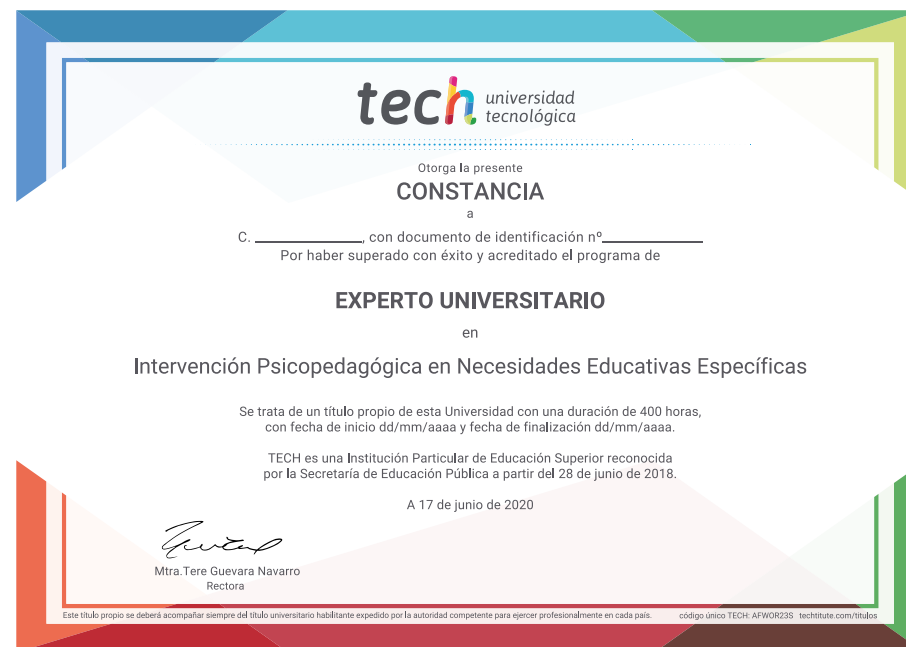 tech universidad
tecnológica
Otorga la presente
CONSTANCIA
a
C. ____________, con documento de identificación nº____________
Por haber superado con éxito y acreditado el programa de
EXPERTO UNIVERSITARIO
en
Intervención Psicopedagógica en Necesidades Educativas Específicas
Se trata de un título propio de esta Universidad con una duración de 400 horas,
con fecha de inicio dd/mm/aaaa y fecha de finalización dd/mm/aaaa.
TECH es una Institución Particular de Educación Superior reconocida
por la Secretaría de Educación Pública a partir del 28 de junio de 2018.
A 17 de junio de 2020
Mtra.Tere Guevara Navarro
Rectora
Este título propio se deberá acompañar siempre del título universitario habilitante expedido por la autoridad competente para ejercer profesionalmente en cada país. código único TECH: AFWOR23S techtitute.com/titulos